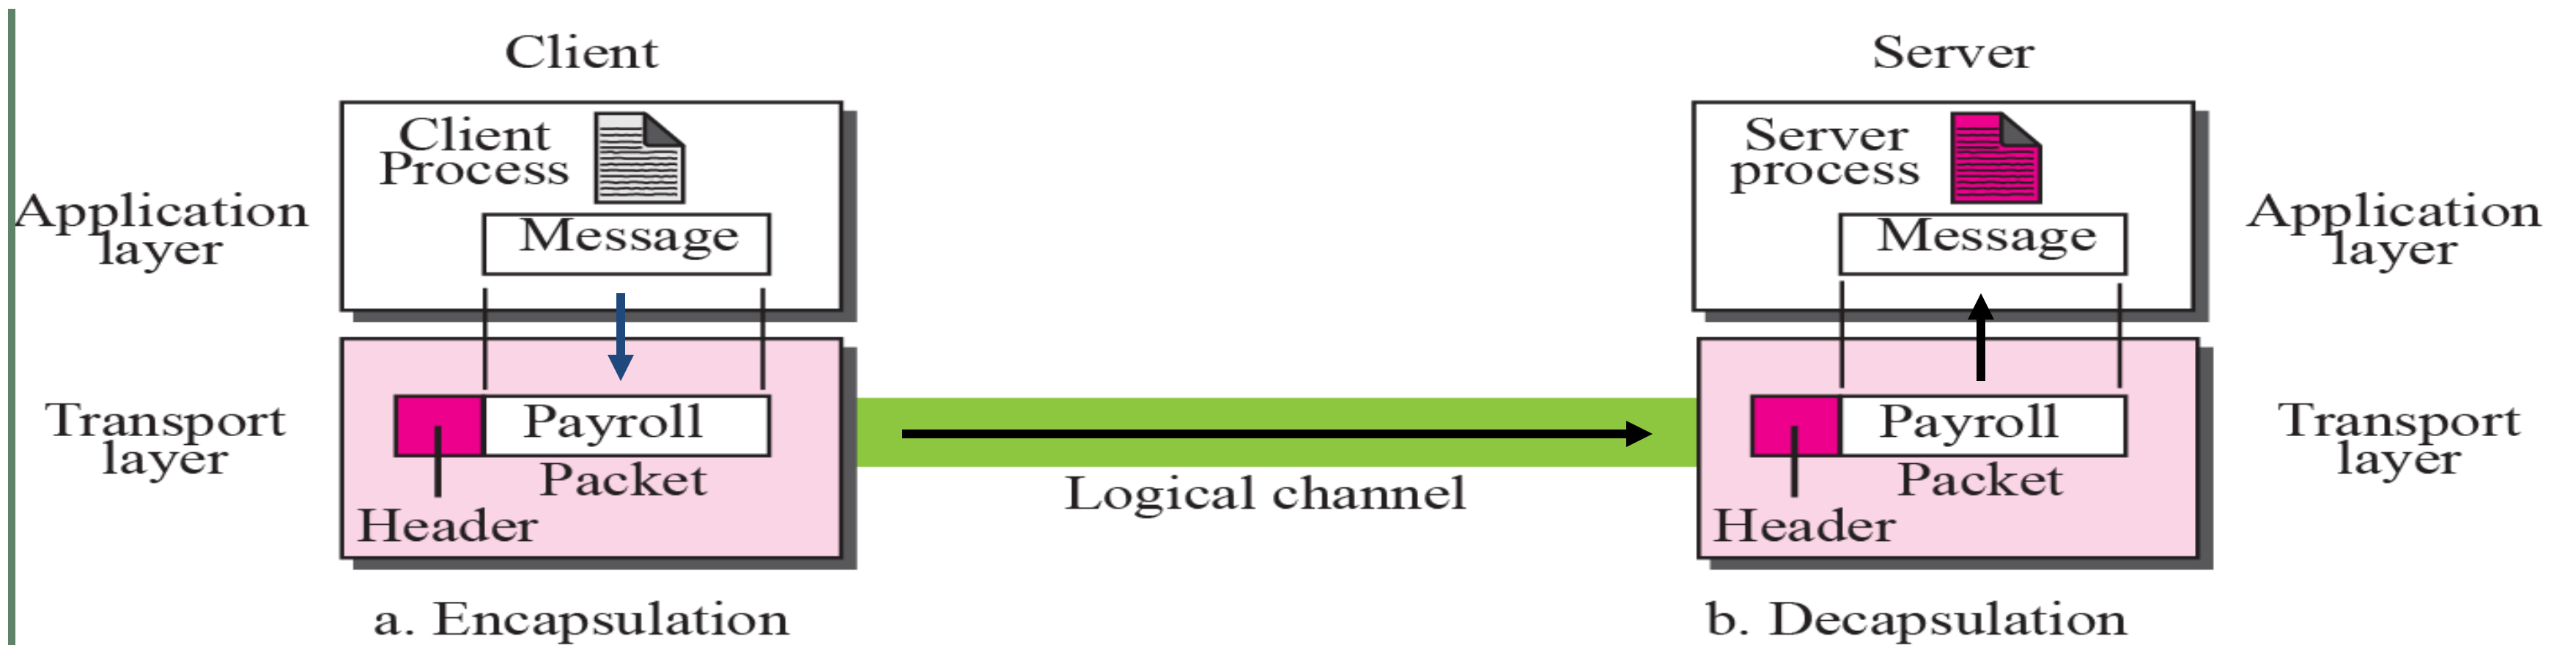 Client
Server
Client
Process
Message
Server
process
Message
Application
layer
Application
layer
Payroll
Packet
Header
Logical channel
Payroll
Packet
Header
Transport
layer
Transport
layer
a. Encapsulation
b. Decapsulation